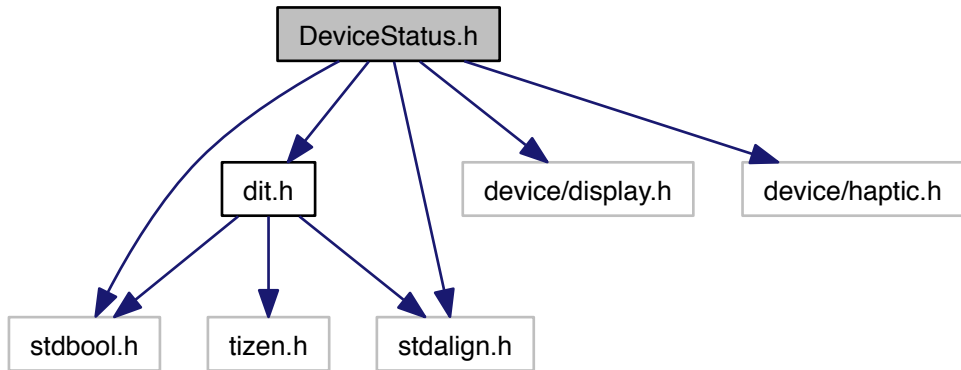 DeviceStatus.h
dit.h
device/display.h
device/haptic.h
stdbool.h
tizen.h
stdalign.h